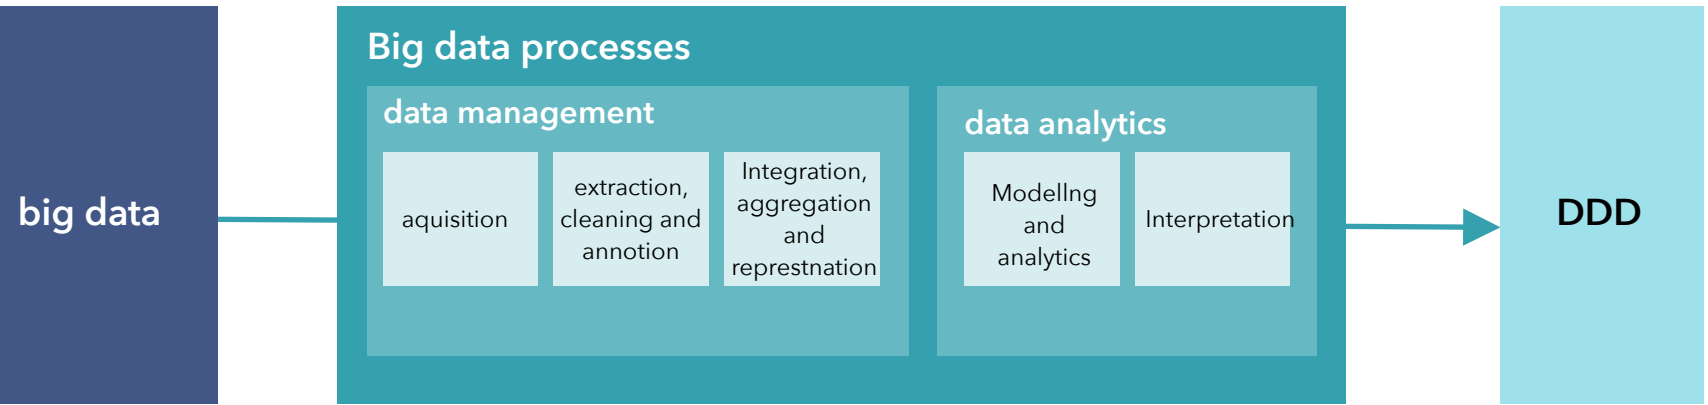 big data
Big data processes
data management
aquisition
extraction,
cleaning and
annotion
Integration,
aggregation
and
represtnation
data analytics
Modellng
and
analytics
Interpretation
DDD